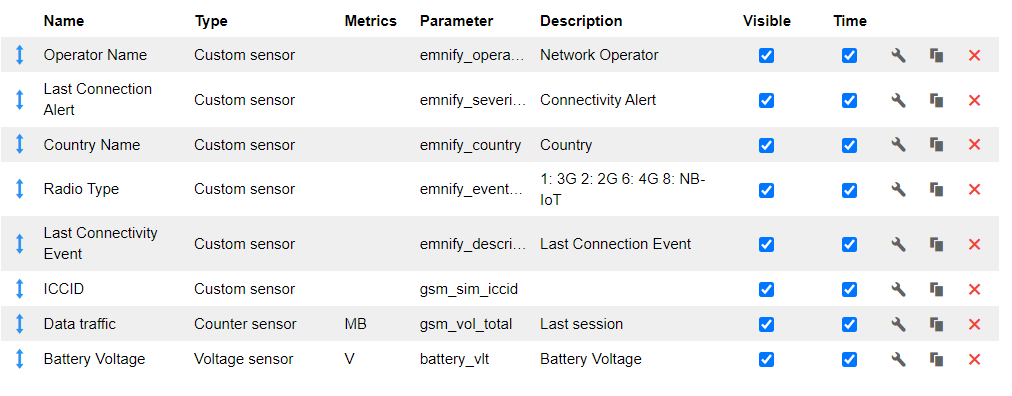 Name Type Metrics Parameter Description Visible Time
Operator Name Custom sensor emnify_opera... Network Operator
Last Connection Alert Custom sensor emnify_severi... Connectivity Alert
Country Name Custom sensor emnify_country Country
Radio Type Custom sensor emnify_event... 1: 3G 2: 2G 6: 4G 8: NB-IoT
Last Connectivity Event Custom sensor emnify_descri... Last Connection Event
ICCID Custom sensor gsm_sim_iccid
Data traffic Counter sensor MB gsm_vol_total Last session
Battery Voltage Voltage sensor V battery_vlt Battery Voltage